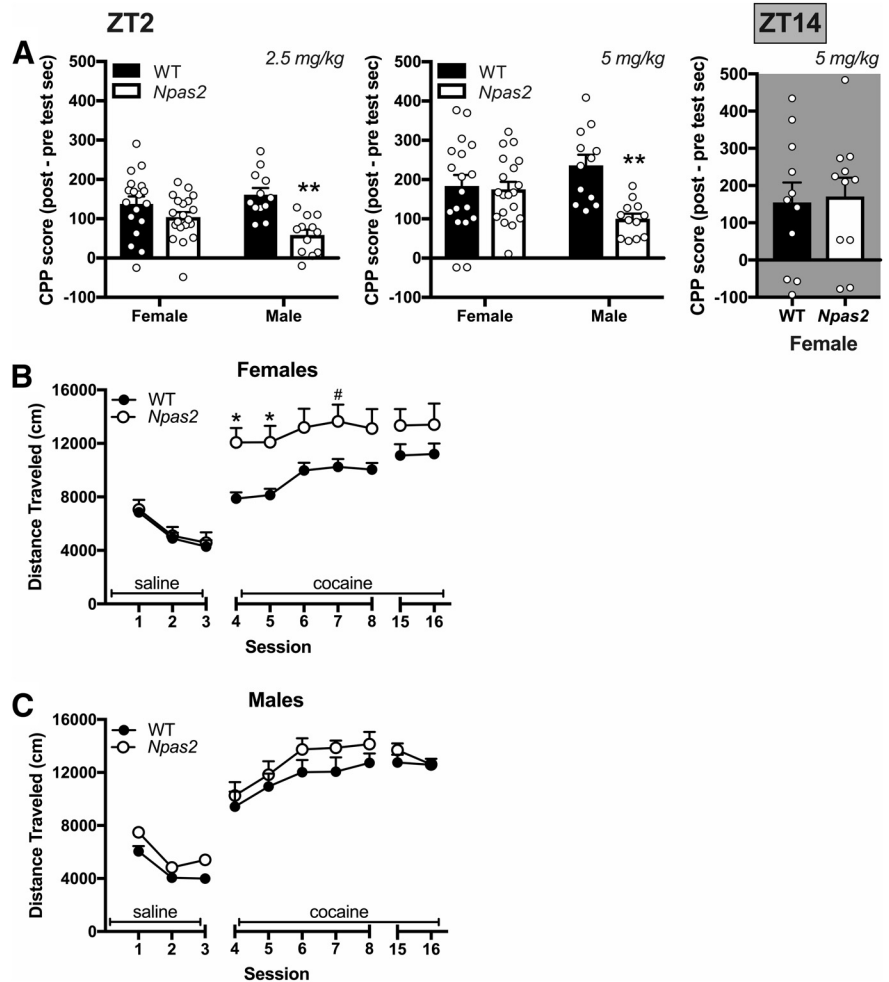 ZT2
ZT14
A
2.5 mg/kg
5 mg/kg
5 mg/kg
CPP score (post - pre test sec)
500
400
300
200
100
0
-100
WT
Npas2
**
Female
Male
CPP score (post - pre test sec)
500
400
300
200
100
0
-100
WT
Npas2
**
Female
Male
CPP score (post - pre test sec)
500
400
300
200
100
0
-100
WT
Npas2
Female
B
Females
Distance Traveled (cm)
16000
12000
8000
4000
0
WT
Npas2
*
*
#
saline
cocaine
1 2 3 4 5 6 7 8 15 16
Session
C
Males
Distance Traveled (cm)
16000
12000
8000
4000
0
WT
Npas2
saline
cocaine
1 2 3 4 5 6 7 8 15 16
Session